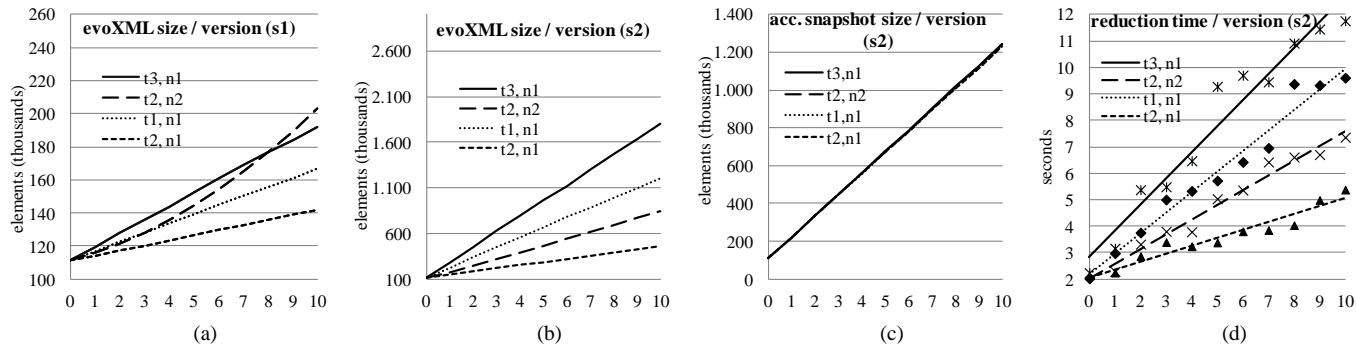 evoXML size / version (s1)
260
240
220
200
180
160
140
120
100
elements (thousands)
t3, n1
t2, n2
t1, n1
t2, n1
0 1 2 3 4 5 6 7 8 9 10
(a)
evoXML size / version (s2)
2.600
2.100
1.600
1.100
600
100
elements (thousands)
t3, n1
t2, n2
t1, n1
t2, n1
0 1 2 3 4 5 6 7 8 9 10
(b)
acc. snapshot size / version
(s2)
1.400
1.200
1.000
800
600
400
200
0
elements (thousands)
t3, n1
t2, n2
t1, n1
t2,n1
0 1 2 3 4 5 6 7 8 9 10
(c)
reduction time / version (s2)
12
11
10
9
8
7
6
5
4
3
2
seconds
t3, n1
t2, n2
t1, n1
t2, n1
0 1 2 3 4 5 6 7 8 9 10
(d)